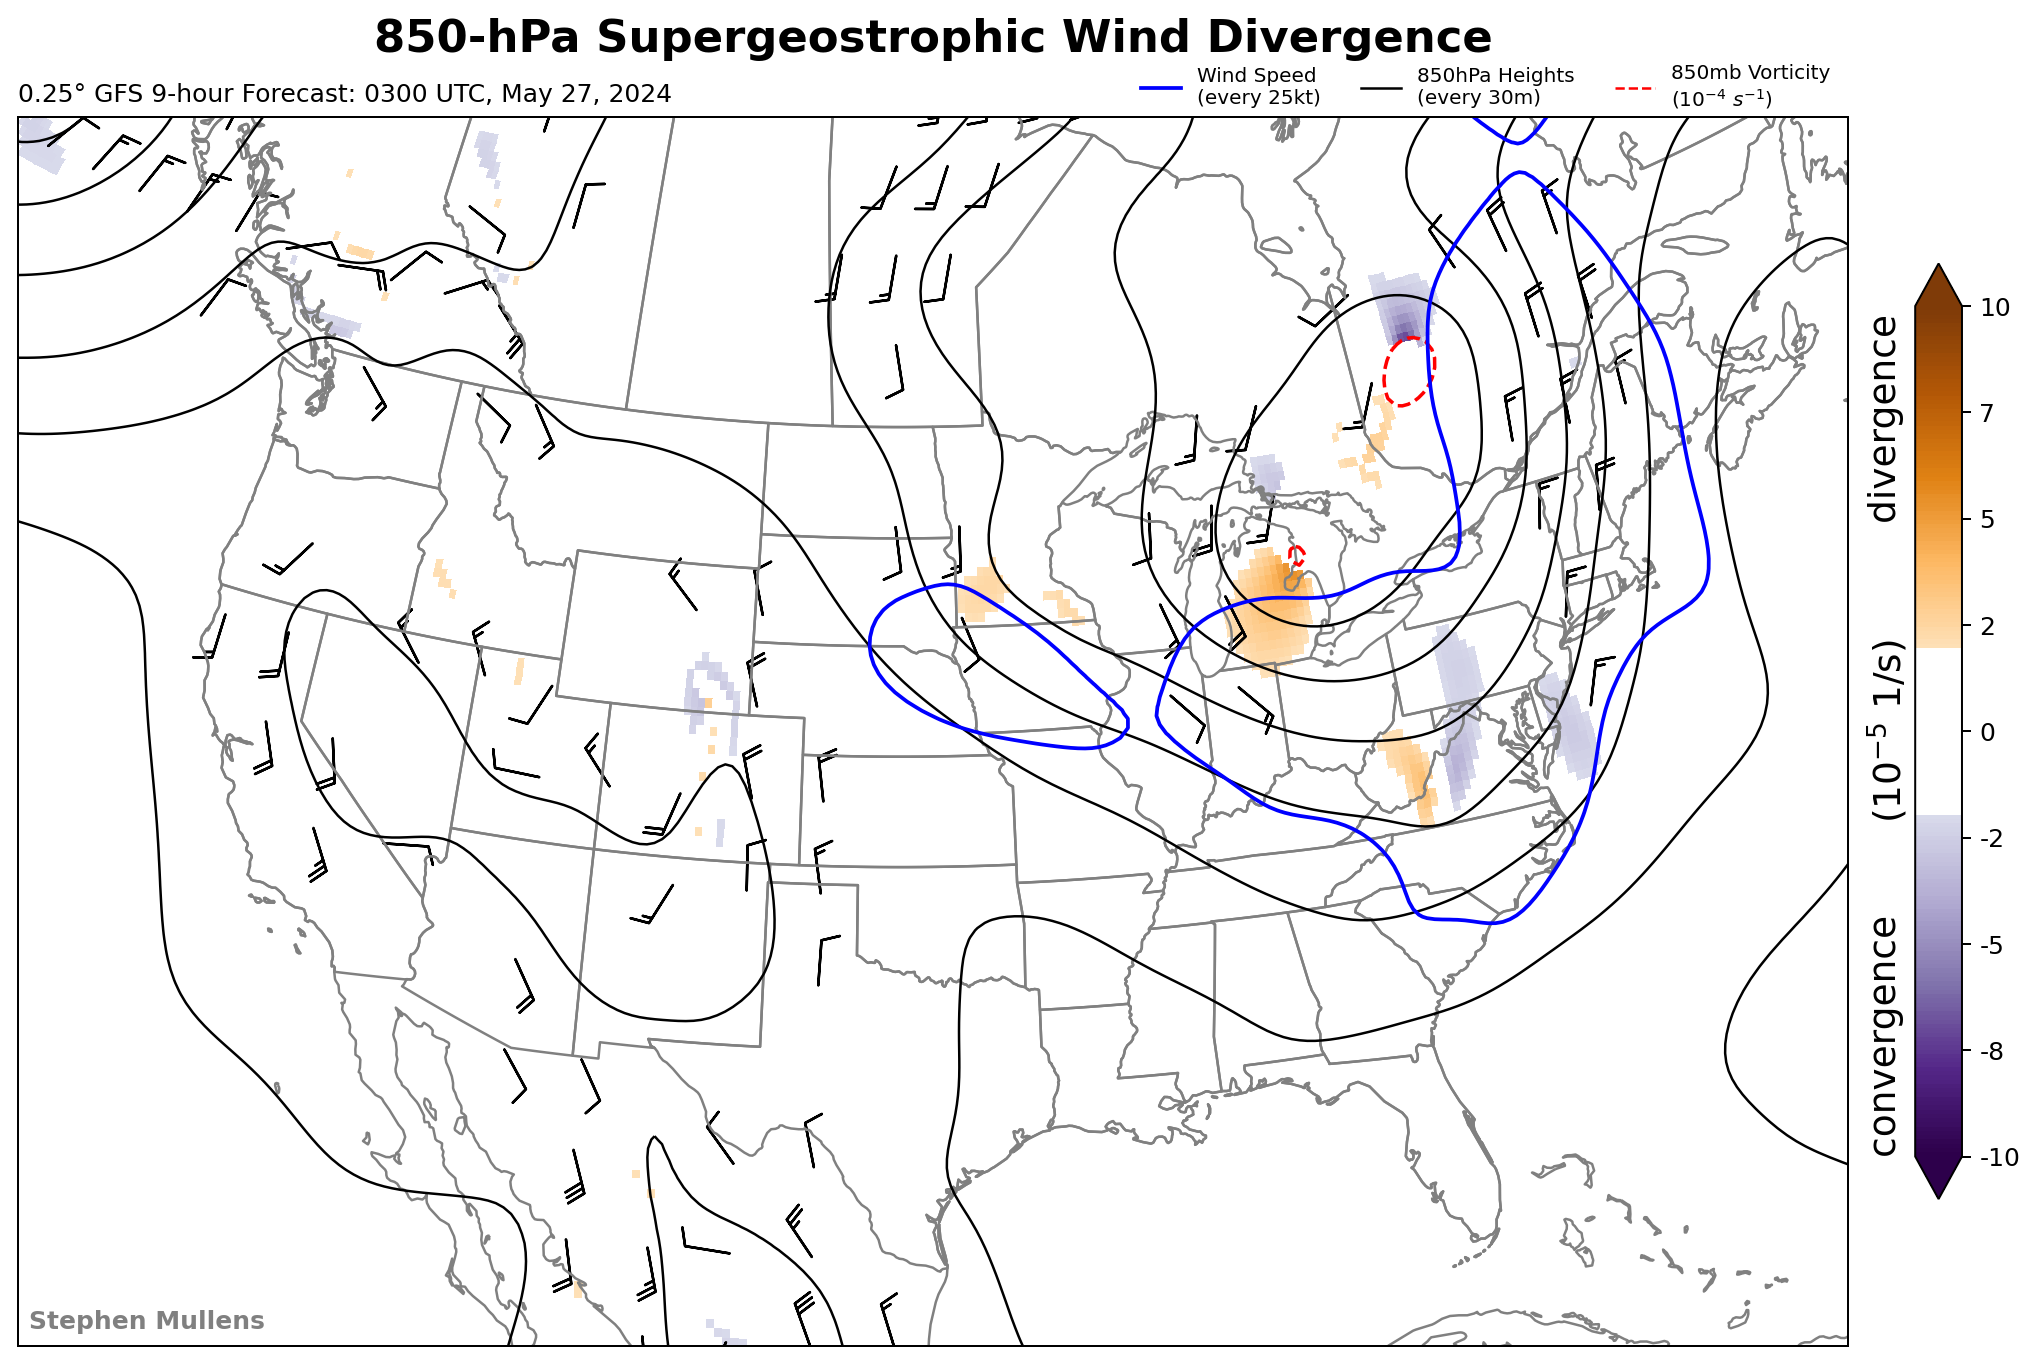 850-hPa Supergeostrophic Wind Divergence
0.25° GFS 9-hour Forecast: 0300 UTC, May 27, 2024
Wind Speed
(every 25kt)
850hPa Heights
(every 30m)
850mb Vorticity
(10⁻⁴ s⁻¹)
10
7
5
2
0
-2
-5
-8
-10
convergence (10⁻⁵ 1/s) divergence
Stephen Mullens